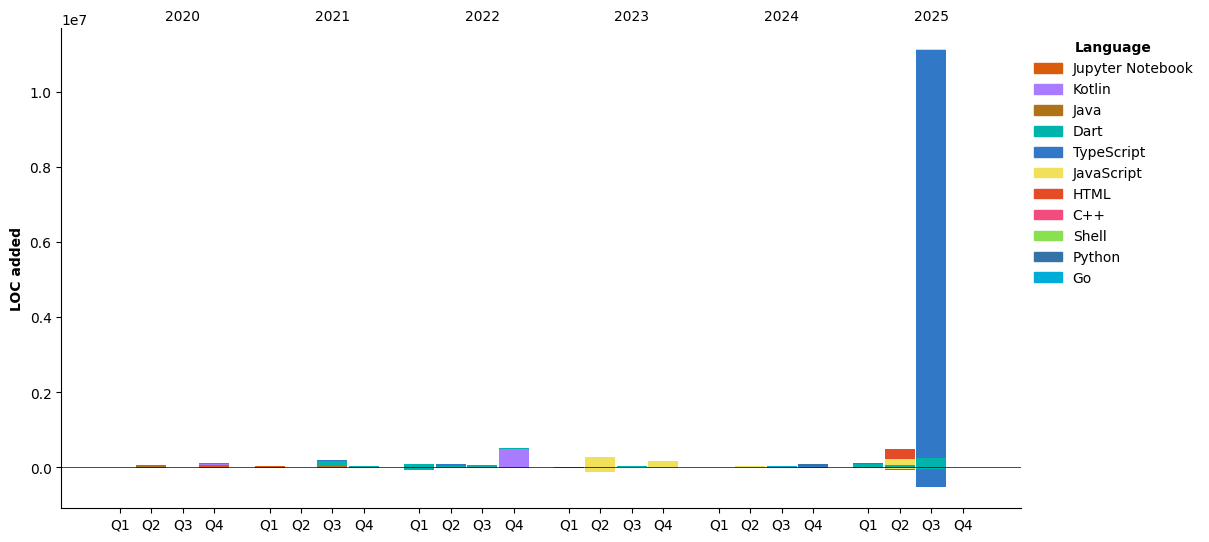 1e7
2020 2021 2022 2023 2024 2025
Language
Jupyter Notebook
Kotlin
Java
Dart
TypeScript
JavaScript
HTML
C++
Shell
Python
Go
LOC added
1.0
0.8
0.6
0.4
0.2
0.0
Q1 Q2 Q3 Q4 Q1 Q2 Q3 Q4 Q1 Q2 Q3 Q4 Q1 Q2 Q3 Q4 Q1 Q2 Q3 Q4 Q1 Q2 Q3 Q4